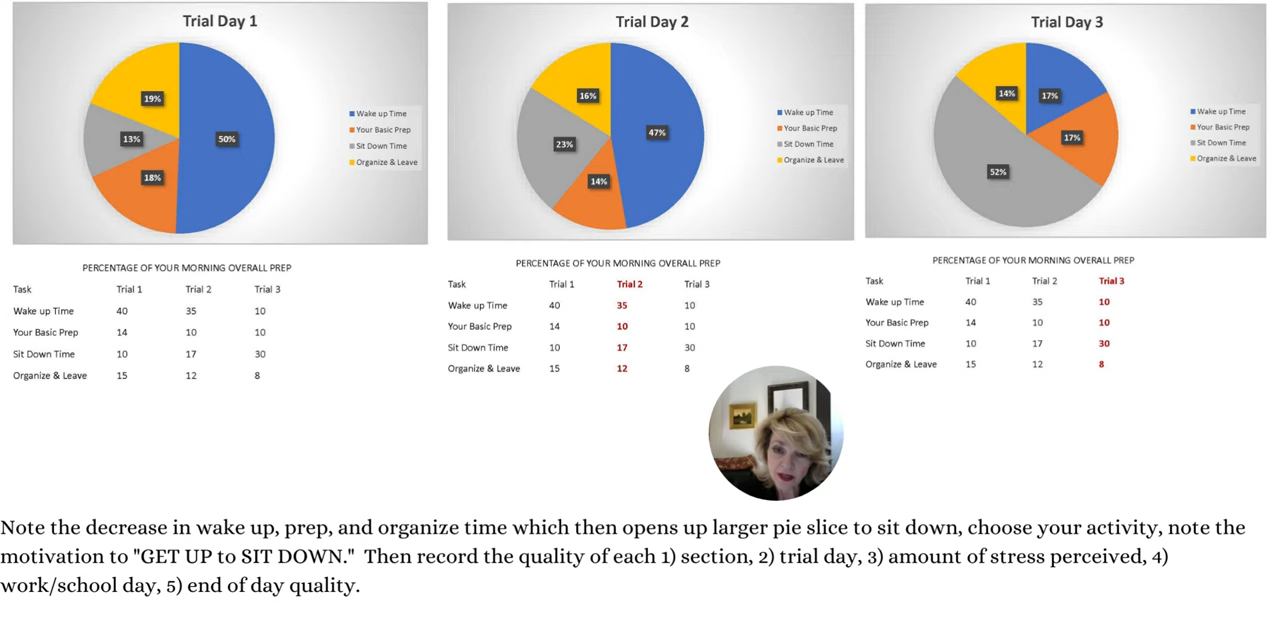 Trial Day 1
19%
13%
50%
18%
Wake up Time
Your Basic Prep
Sit Down Time
Organize & Leave
PERCENTAGE OF YOUR MORNING OVERALL PREP
Task Trial 1 Trial 2 Trial 3
Wake up Time 40 35 10
Your Basic Prep 14 10 10
Sit Down Time 10 17 30
Organize & Leave 15 12 8
Trial Day 2
16%
47%
23%
14%
Wake up Time
Your Basic Prep
Sit Down Time
Organize & Leave
PERCENTAGE OF YOUR MORNING OVERALL PREP
Task Trial 1 Trial 2 Trial 3
Wake up Time 40 35 10
Your Basic Prep 14 10 10
Sit Down Time 10 17 30
Organize & Leave 15 12 8
Trial Day 3
14%
17%
17%
52%
Wake up Time
Your Basic Prep
Sit Down Time
Organize & Leave
PERCENTAGE OF YOUR MORNING OVERALL PREP
Task Trial 1 Trial 2 Trial 3
Wake up Time 40 35 10
Your Basic Prep 14 10 10
Sit Down Time 10 17 30
Organize & Leave 15 12 8
Note the decrease in wake up, prep, and organize time which then opens up larger pie slice to sit down, choose your activity, note the
motivation to "GET UP to SIT DOWN." Then record the quality of each 1) section, 2) trial day, 3) amount of stress perceived, 4)
work/school day, 5) end of day quality.